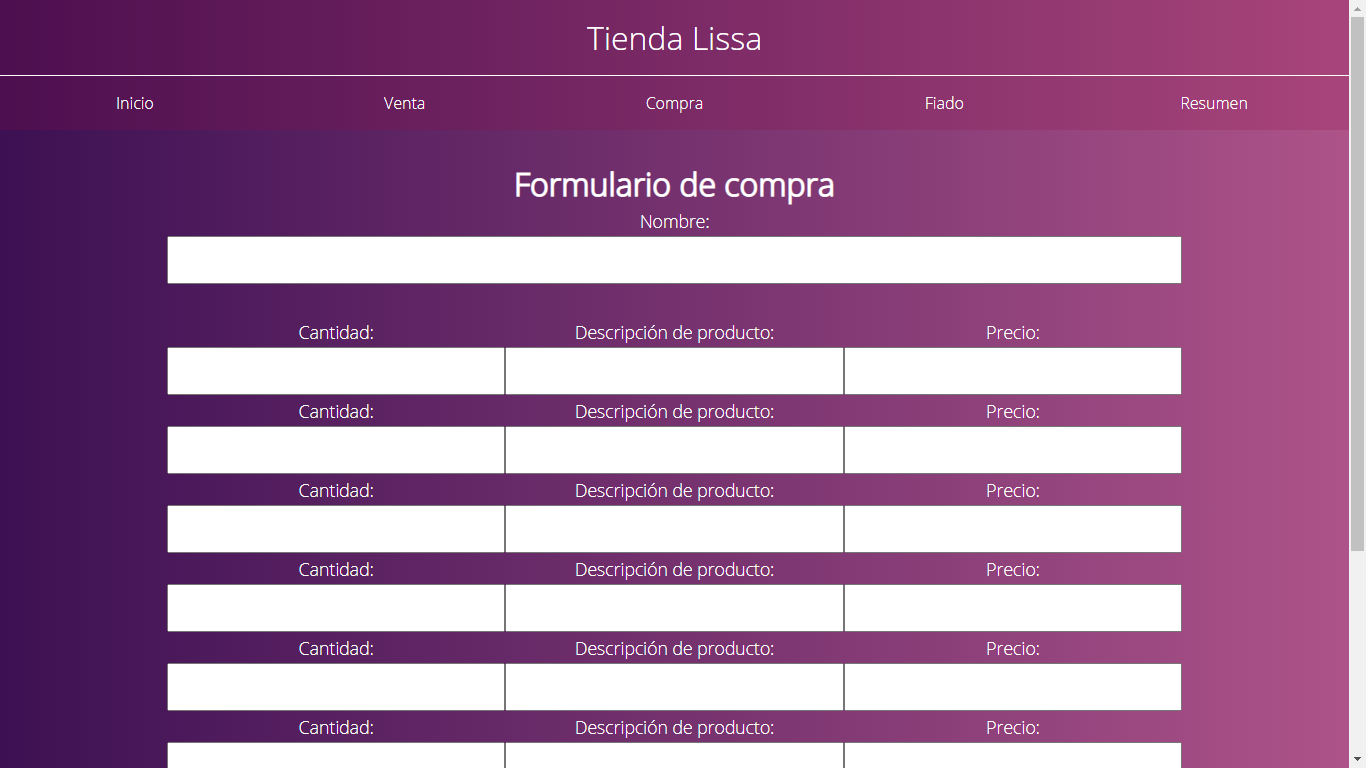 Tienda Lissa
Inicio Venta Compra Fiado Resumen
Formulario de compra
Nombre:
Cantidad: Descripción de producto: Precio:
Cantidad: Descripción de producto: Precio:
Cantidad: Descripción de producto: Precio:
Cantidad: Descripción de producto: Precio:
Cantidad: Descripción de producto: Precio:
Cantidad: Descripción de producto: Precio: